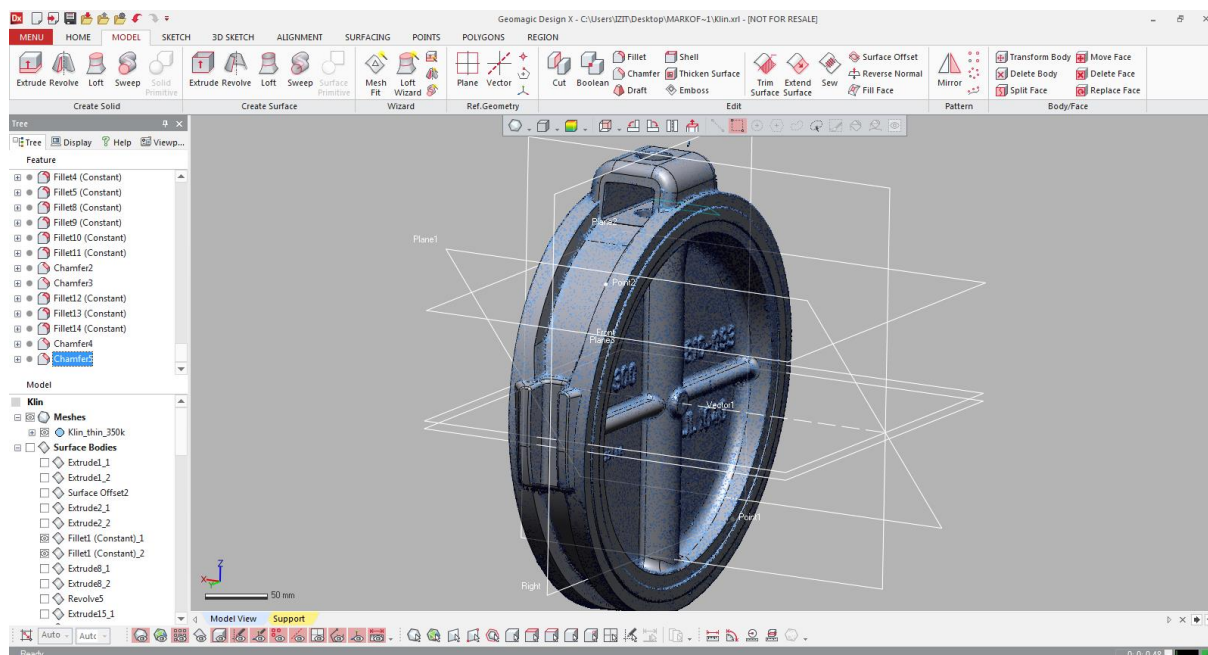 Dx
Geomagic Design X - C:\Users\IZIT\Desktop\MARKOF~1\Klin.xrl - [NOT FOR RESALE]
MENU HOME MODEL SKETCH 3D SKETCH ALIGNMENT SURFACING POINTS POLYGONS REGION
Extrude Revolve Loft Sweep Solid Primitive
Create Solid
Extrude Revolve Loft Sweep Surface Primitive
Create Surface
Mesh Fit Loft Wizard
Wizard
Plane Vector
Ref.Geometry
Cut Boolean
Fillet
Chamfer
Draft
Shell
Thicken Surface
Emboss
Trim Surface Extend Surface Sew
Surface Offset
Reverse Normal
Fill Face
Edit
Mirror
Pattern
Transform Body Move Face
Delete Body Delete Face
Split Face Replace Face
Body/Face
Tree
Tree Display Help Viewp...
Feature
Fillet4 (Constant)
Fillet5 (Constant)
Fillet8 (Constant)
Fillet9 (Constant)
Fillet10 (Constant)
Fillet11 (Constant)
Chamfer2
Chamfer3
Fillet12 (Constant)
Fillet13 (Constant)
Fillet14 (Constant)
Chamfer4
Chamfer5
Model
Klin
Meshes
Klin_thin_350k
Surface Bodies
Extrude1_1
Extrude1_2
Surface Offset2
Extrude2_1
Extrude2_2
Fillet1 (Constant)_1
Fillet1 (Constant)_2
Extrude8_1
Extrude8_2
Revolve5
Extrude15_1
Plane2
Plane1
Point2
Front
Vector1
Point1
Right
Z
X
50 mm
Model View Support
Auto Auto
Ready
0: 0: 0.48